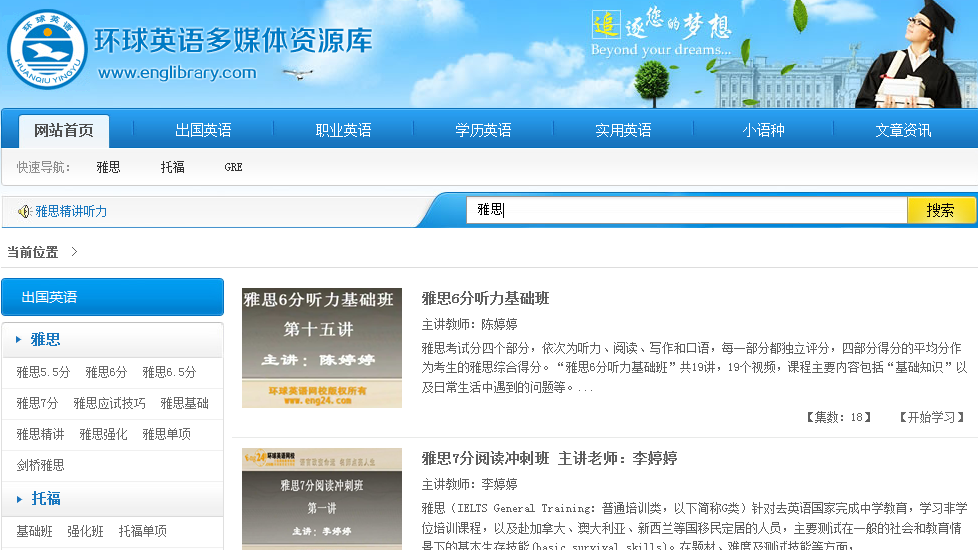 环球英语
HUANQIU YINGYU
环球英语多媒体资源库
www.englibrary.com
追逐您的梦想
Beyond your dreams...
网站首页 出国英语 职业英语 学历英语 实用英语 小语种 文章资讯
快速导航： 雅思 托福 GRE
雅思精讲听力 雅思 搜索
当前位置 >
出国英语
雅思
雅思5.5分 雅思6分 雅思6.5分
雅思7分 雅思应试技巧 雅思基础
雅思精讲 雅思强化 雅思单项
剑桥雅思
托福
基础班 强化班 托福单项
雅思6分听力基础班
第十五讲
主讲：陈婷婷
环球英语网校版权所有
www.eng24.com
雅思6分听力基础班
主讲教师：陈婷婷
雅思考试分四个部分，依次为听力、阅读、写作和口语，每一部分都独立评分，四部分得分的平均分作
为考生的雅思综合得分。“雅思6分听力基础班”共19讲，19个视频，课程主要内容包括“基础知识”以
及日常生活中遇到的问题等。...
【集数：18】 【开始学习】
环球英语网校
雅思7分阅读冲刺班
第一讲
主讲：李婷婷
雅思7分阅读冲刺班 主讲老师：李婷婷
主讲教师：李婷婷
雅思（IELTS General Training：普通培训类，以下简称G类）针对去英语国家完成中学教育，学习非学
位培训课程，以及赴加拿大、澳大利亚、新西兰等国移民定居的人员，主要测试在一般的社会和教育情
景下的基本生存技能(basic survival skills)。在题材、难度及测试技能等方面，